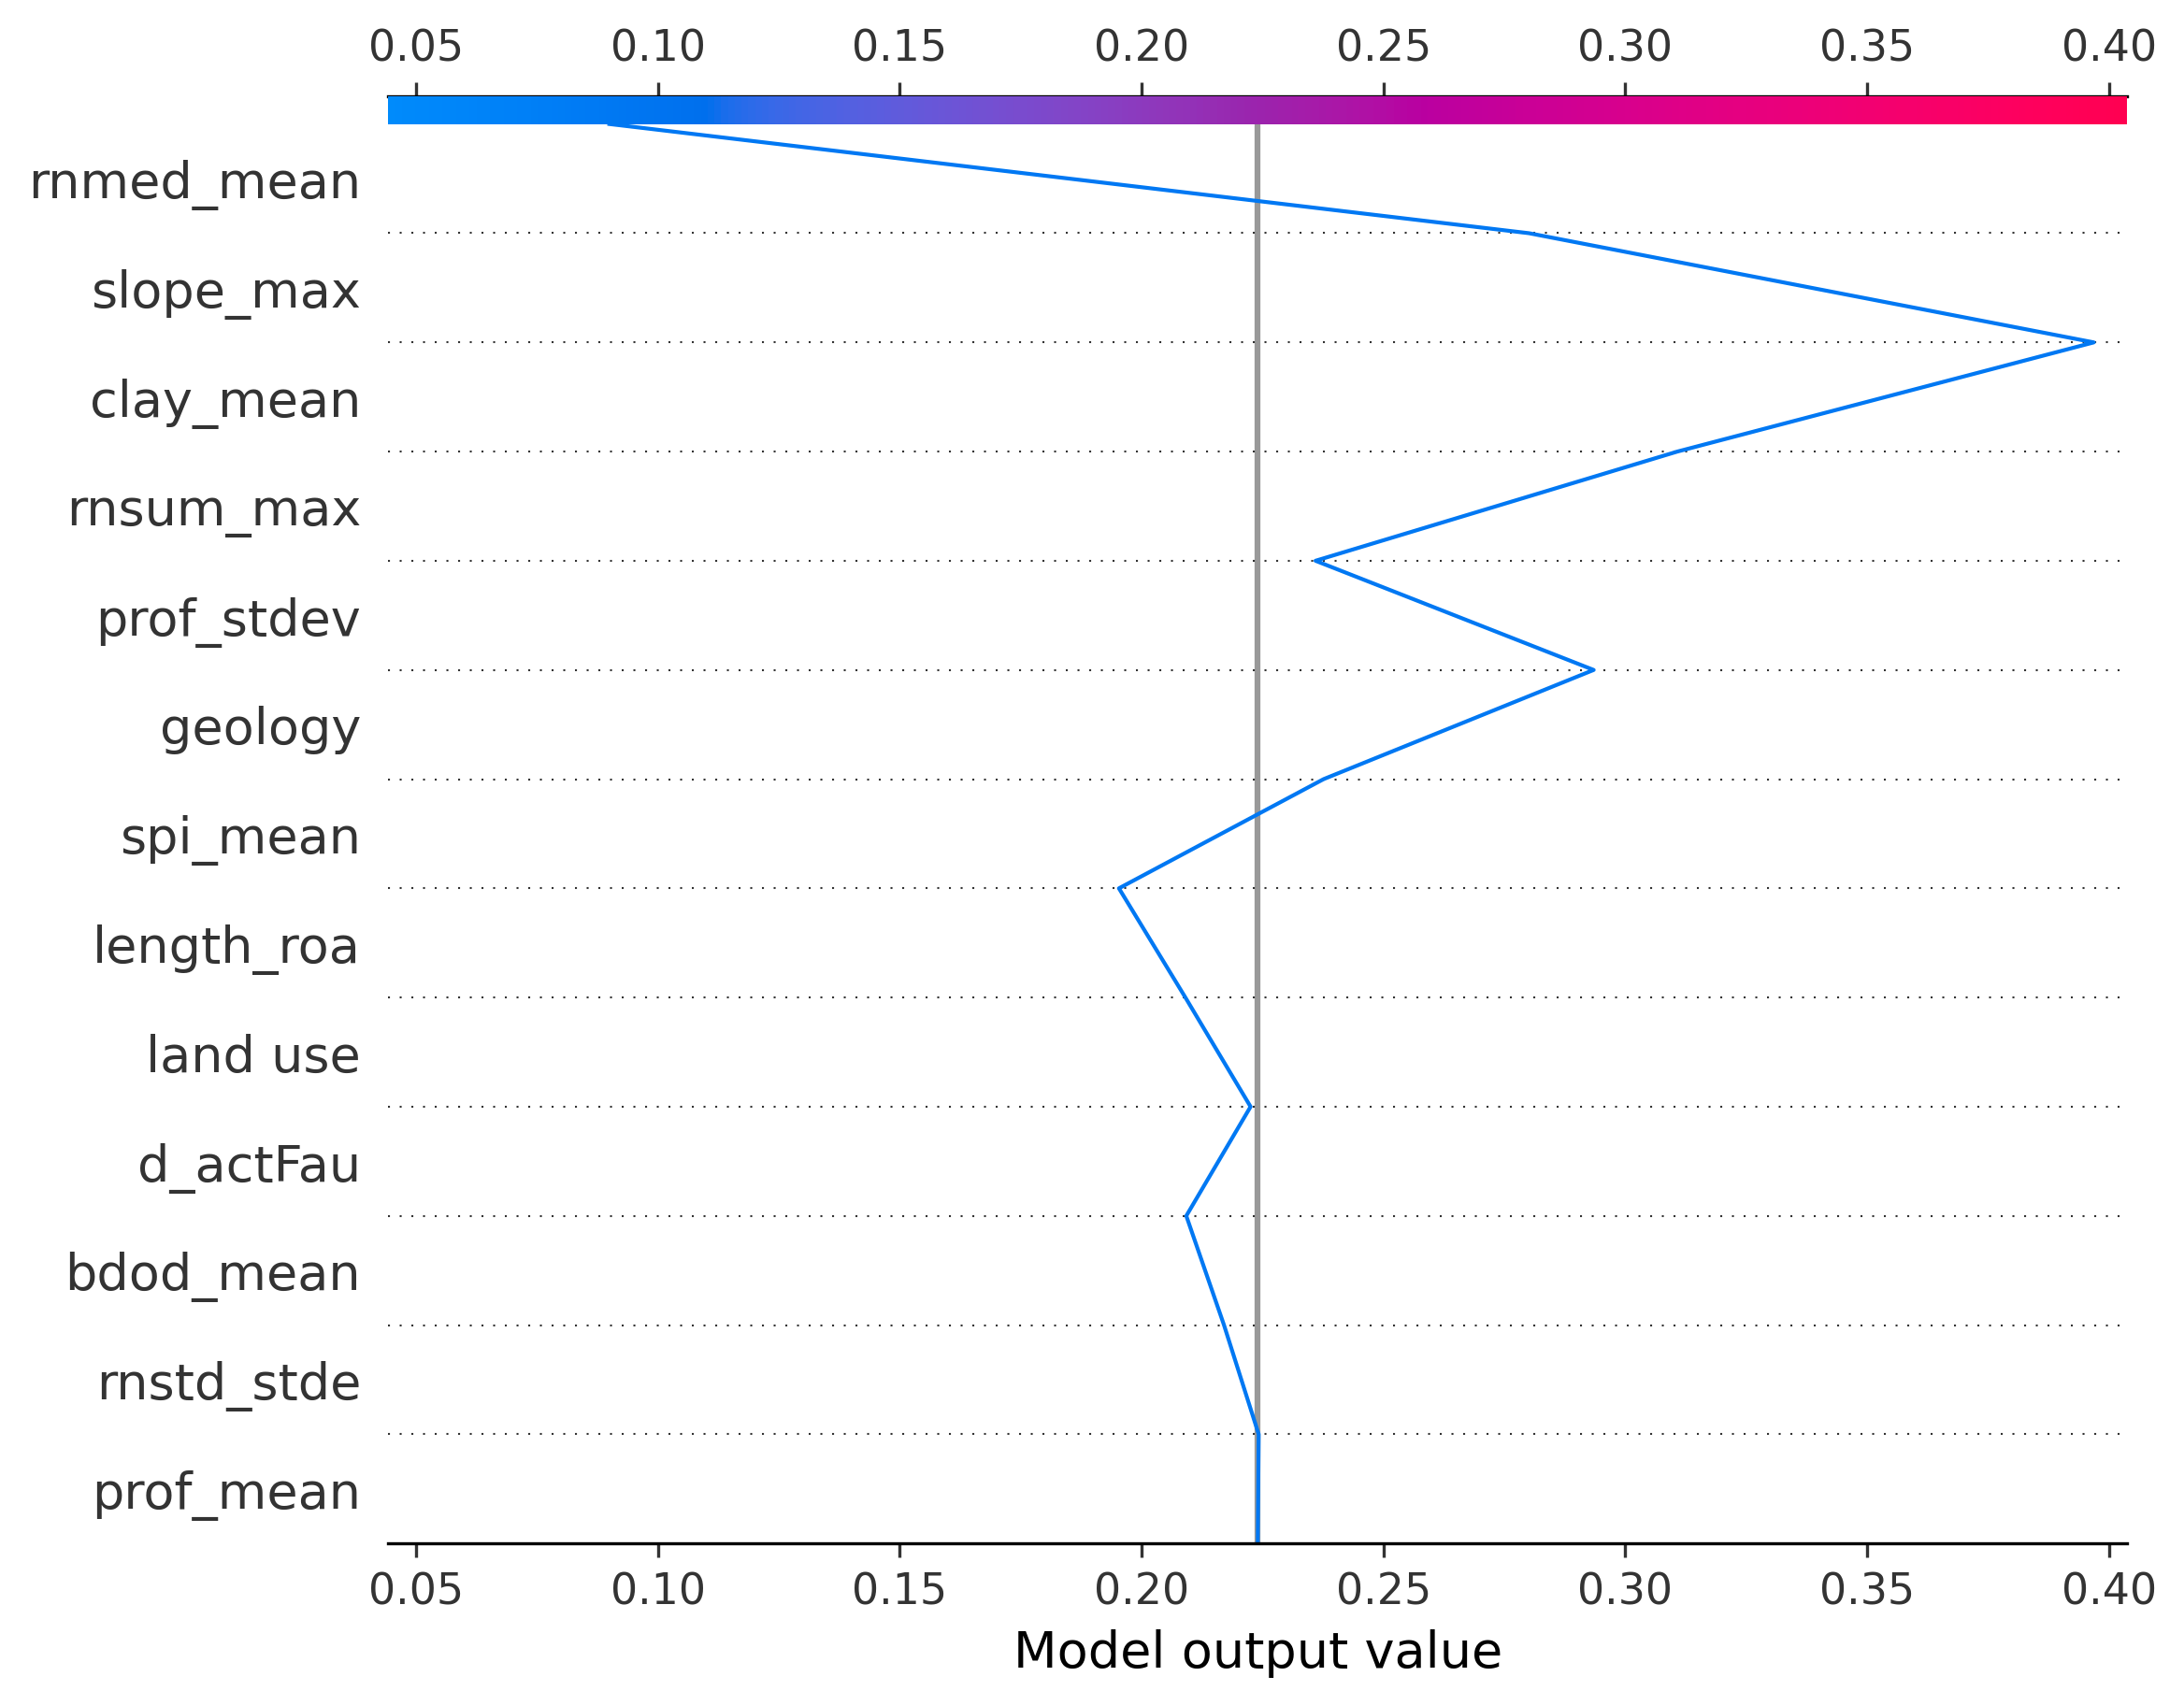 0.05 0.10 0.15 0.20 0.25 0.30 0.35 0.40
rnmed_mean
slope_max
clay_mean
rnsum_max
prof_stdev
geology
spi_mean
length_roa
land use
d_actFau
bdod_mean
rnstd_stde
prof_mean
0.05 0.10 0.15 0.20 0.25 0.30 0.35 0.40
Model output value